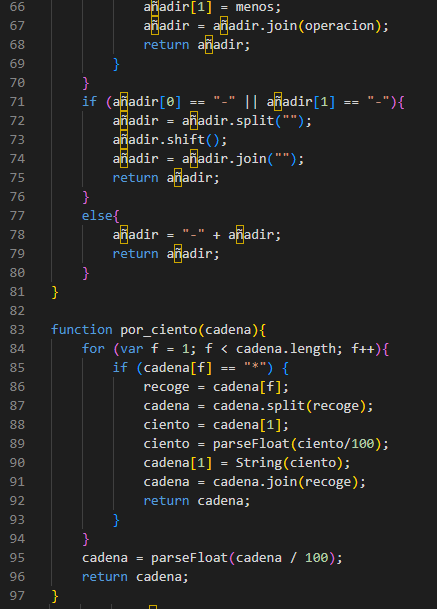 66 añadir[1] = menos;
67 añadir = añadir.join(operacion);
68 return añadir;
69 }
70 }
71 if (añadir[0] == "-" || añadir[1] == "-"){
72 añadir = añadir.split("");
73 añadir.shift();
74 añadir = añadir.join("");
75 return añadir;
76 }
77 else{
78 añadir = "-" + añadir;
79 return añadir;
80 }
81 }
82
83 function por_ciento(cadena){
84 for (var f = 1; f < cadena.length; f++){
85 if (cadena[f] == "*") {
86 recoge = cadena[f];
87 cadena = cadena.split(recoge);
88 ciento = cadena[1];
89 ciento = parseFloat(ciento/100);
90 cadena[1] = String(ciento);
91 cadena = cadena.join(recoge);
92 return cadena;
93 }
94 }
95 cadena = parseFloat(cadena / 100);
96 return cadena;
97 }